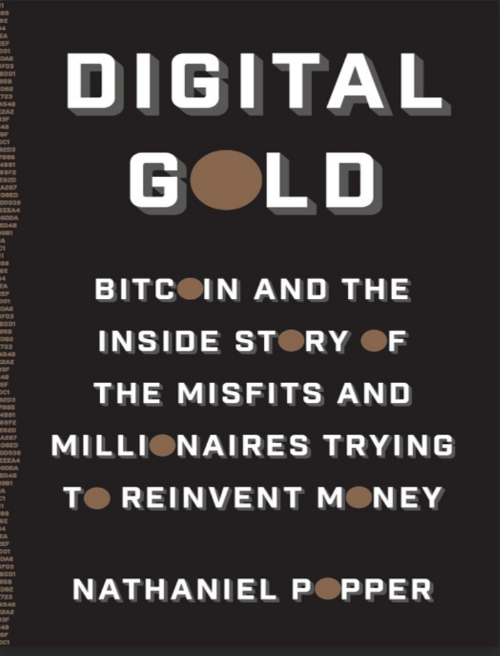 DIGITAL
GOLD
BITCOIN AND THE
INSIDE STORY OF
THE MISFITS AND
MILLIONAIRES TRYING
TO REINVENT MONEY
NATHANIEL POPPER